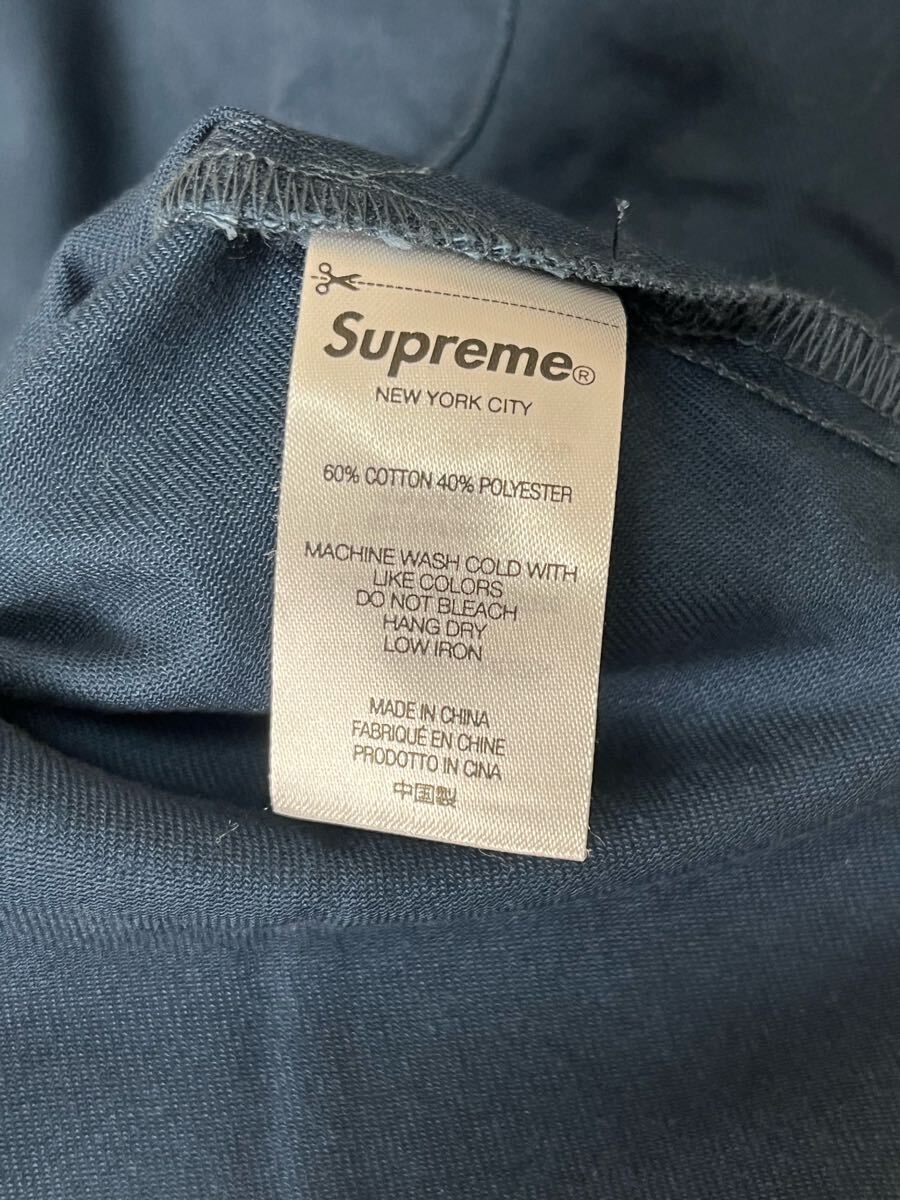 Supreme®
NEW YORK CITY
60% COTTON 40% POLYESTER
MACHINE WASH COLD WITH
LIKE COLORS
DO NOT BLEACH
HANG DRY
LOW IRON
MADE IN CHINA
FABRIQUÉ EN CHINE
PRODOTTO IN CINA
中国製